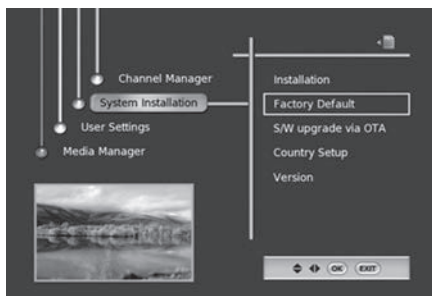 Channel Manager
System Installation
User Settings
Media Manager
Installation
Factory Default
S/W upgrade via OTA
Country Setup
Version
OK EXIT